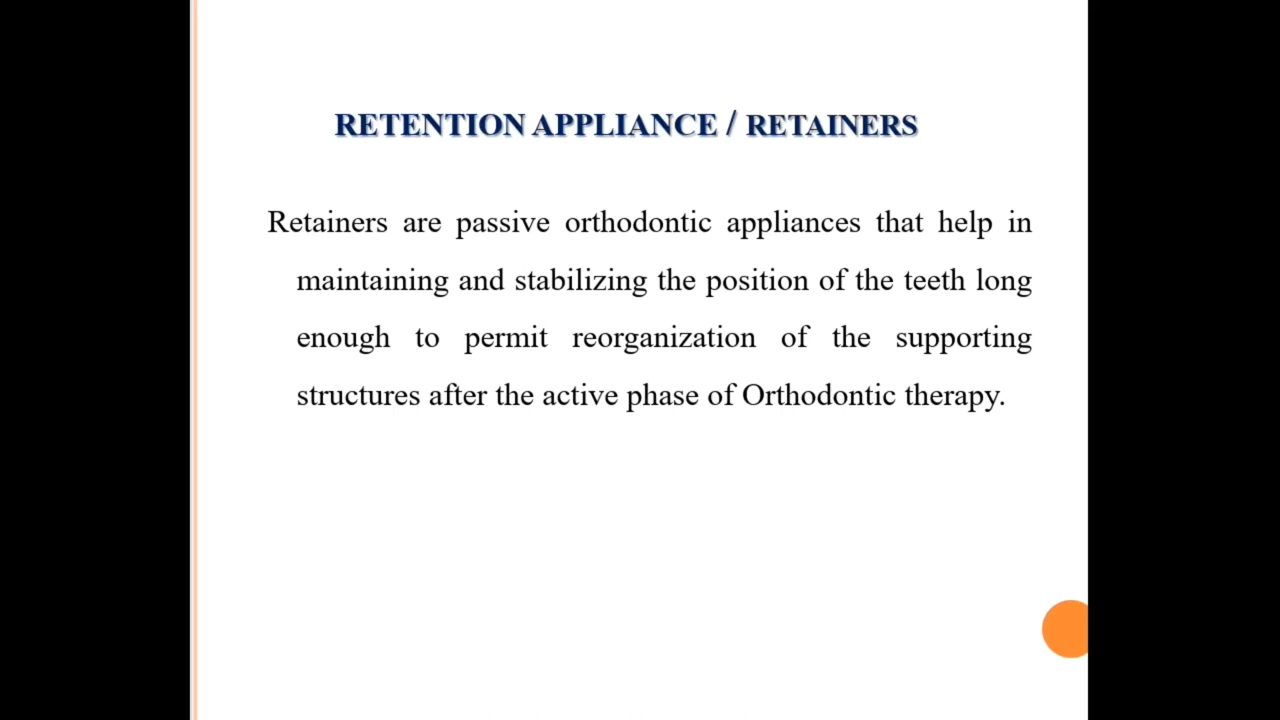 RETENTION APPLIANCE / RETAINERS
Retainers are passive orthodontic appliances that help in
maintaining and stabilizing the position of the teeth long
enough to permit reorganization of the supporting
structures after the active phase of Orthodontic therapy.